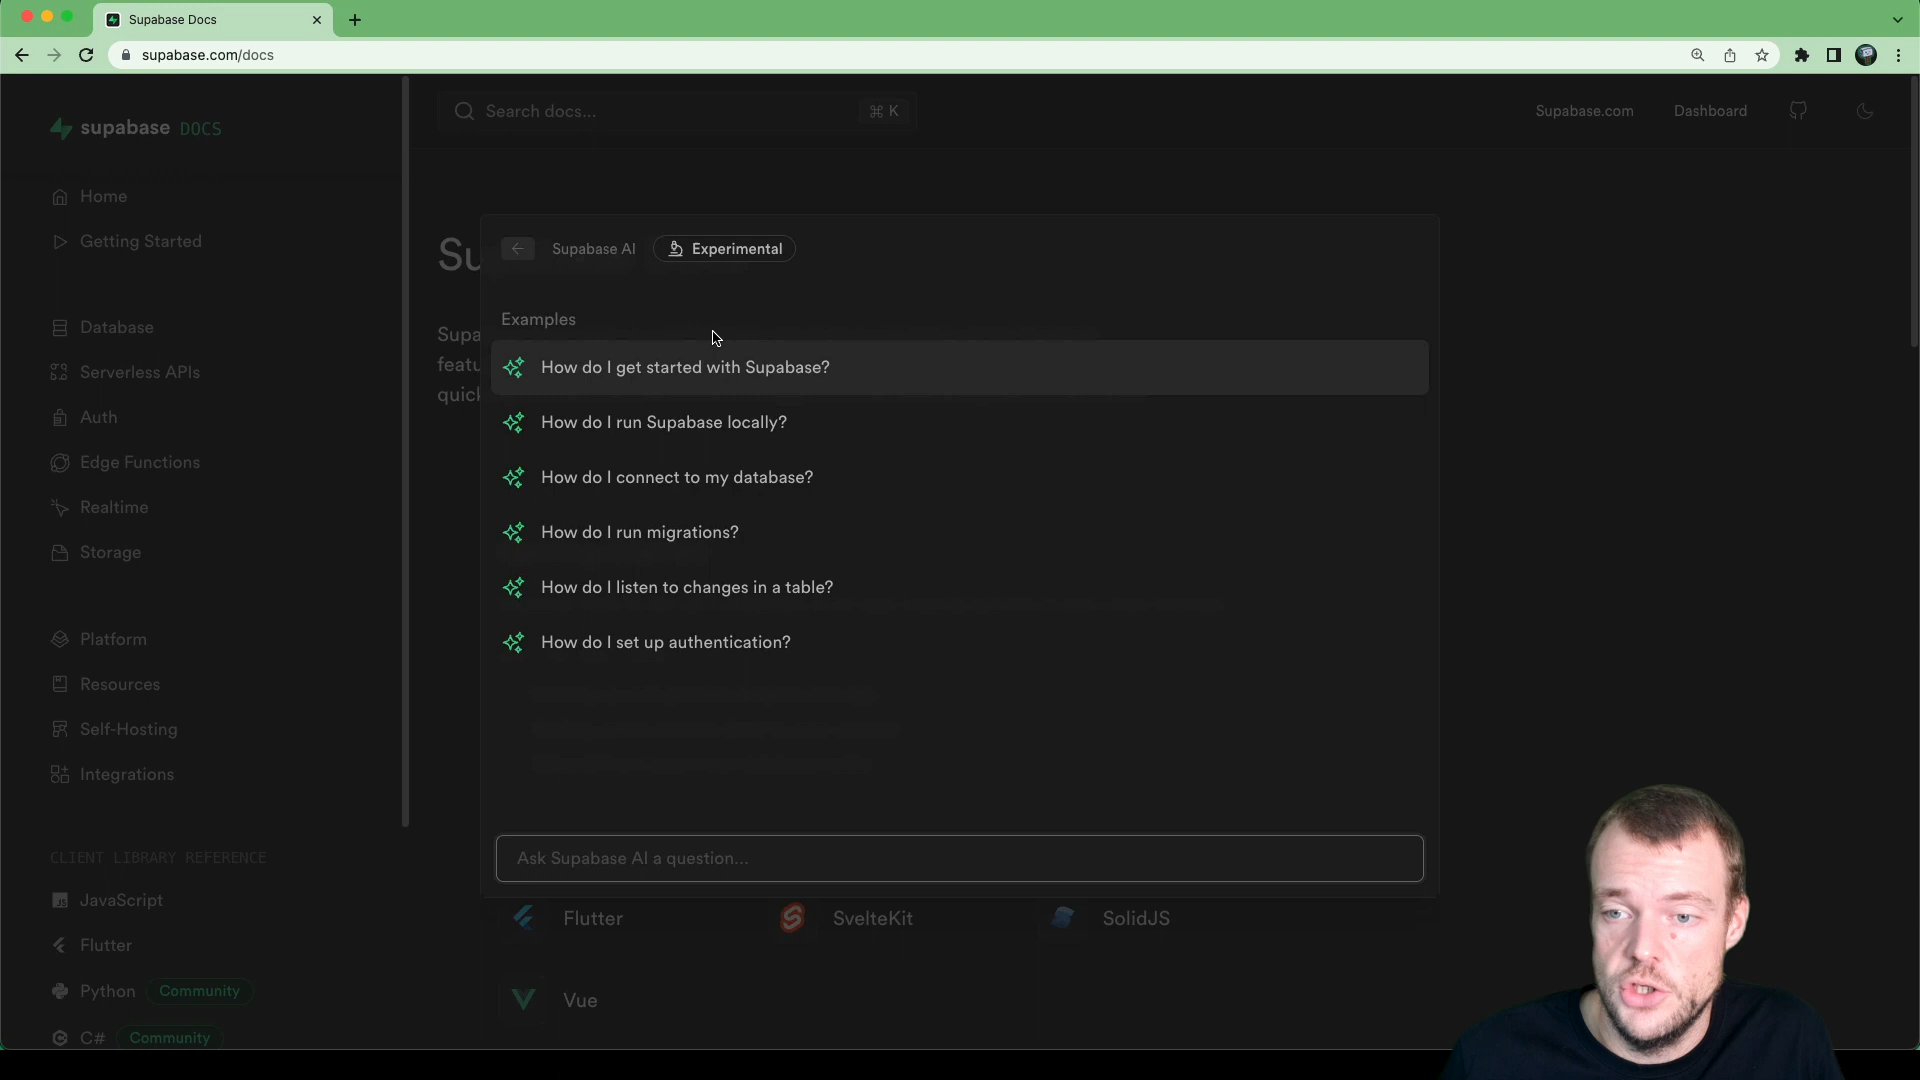 Supabase Docs
supabase.com/docs
supabase DOCS
Search docs...
⌘ K
Supabase.com
Dashboard
Home
Getting Started
Database
Serverless APIs
Auth
Edge Functions
Realtime
Storage
Platform
Resources
Self-Hosting
Integrations
CLIENT LIBRARY REFERENCE
JavaScript
Flutter
Python Community
C# Community
Su
Supa
featu
quick
Supabase AI
Experimental
Examples
How do I get started with Supabase?
How do I run Supabase locally?
How do I connect to my database?
How do I run migrations?
How do I listen to changes in a table?
How do I set up authentication?
Ask Supabase AI a question...
Flutter
SvelteKit
SolidJS
Vue